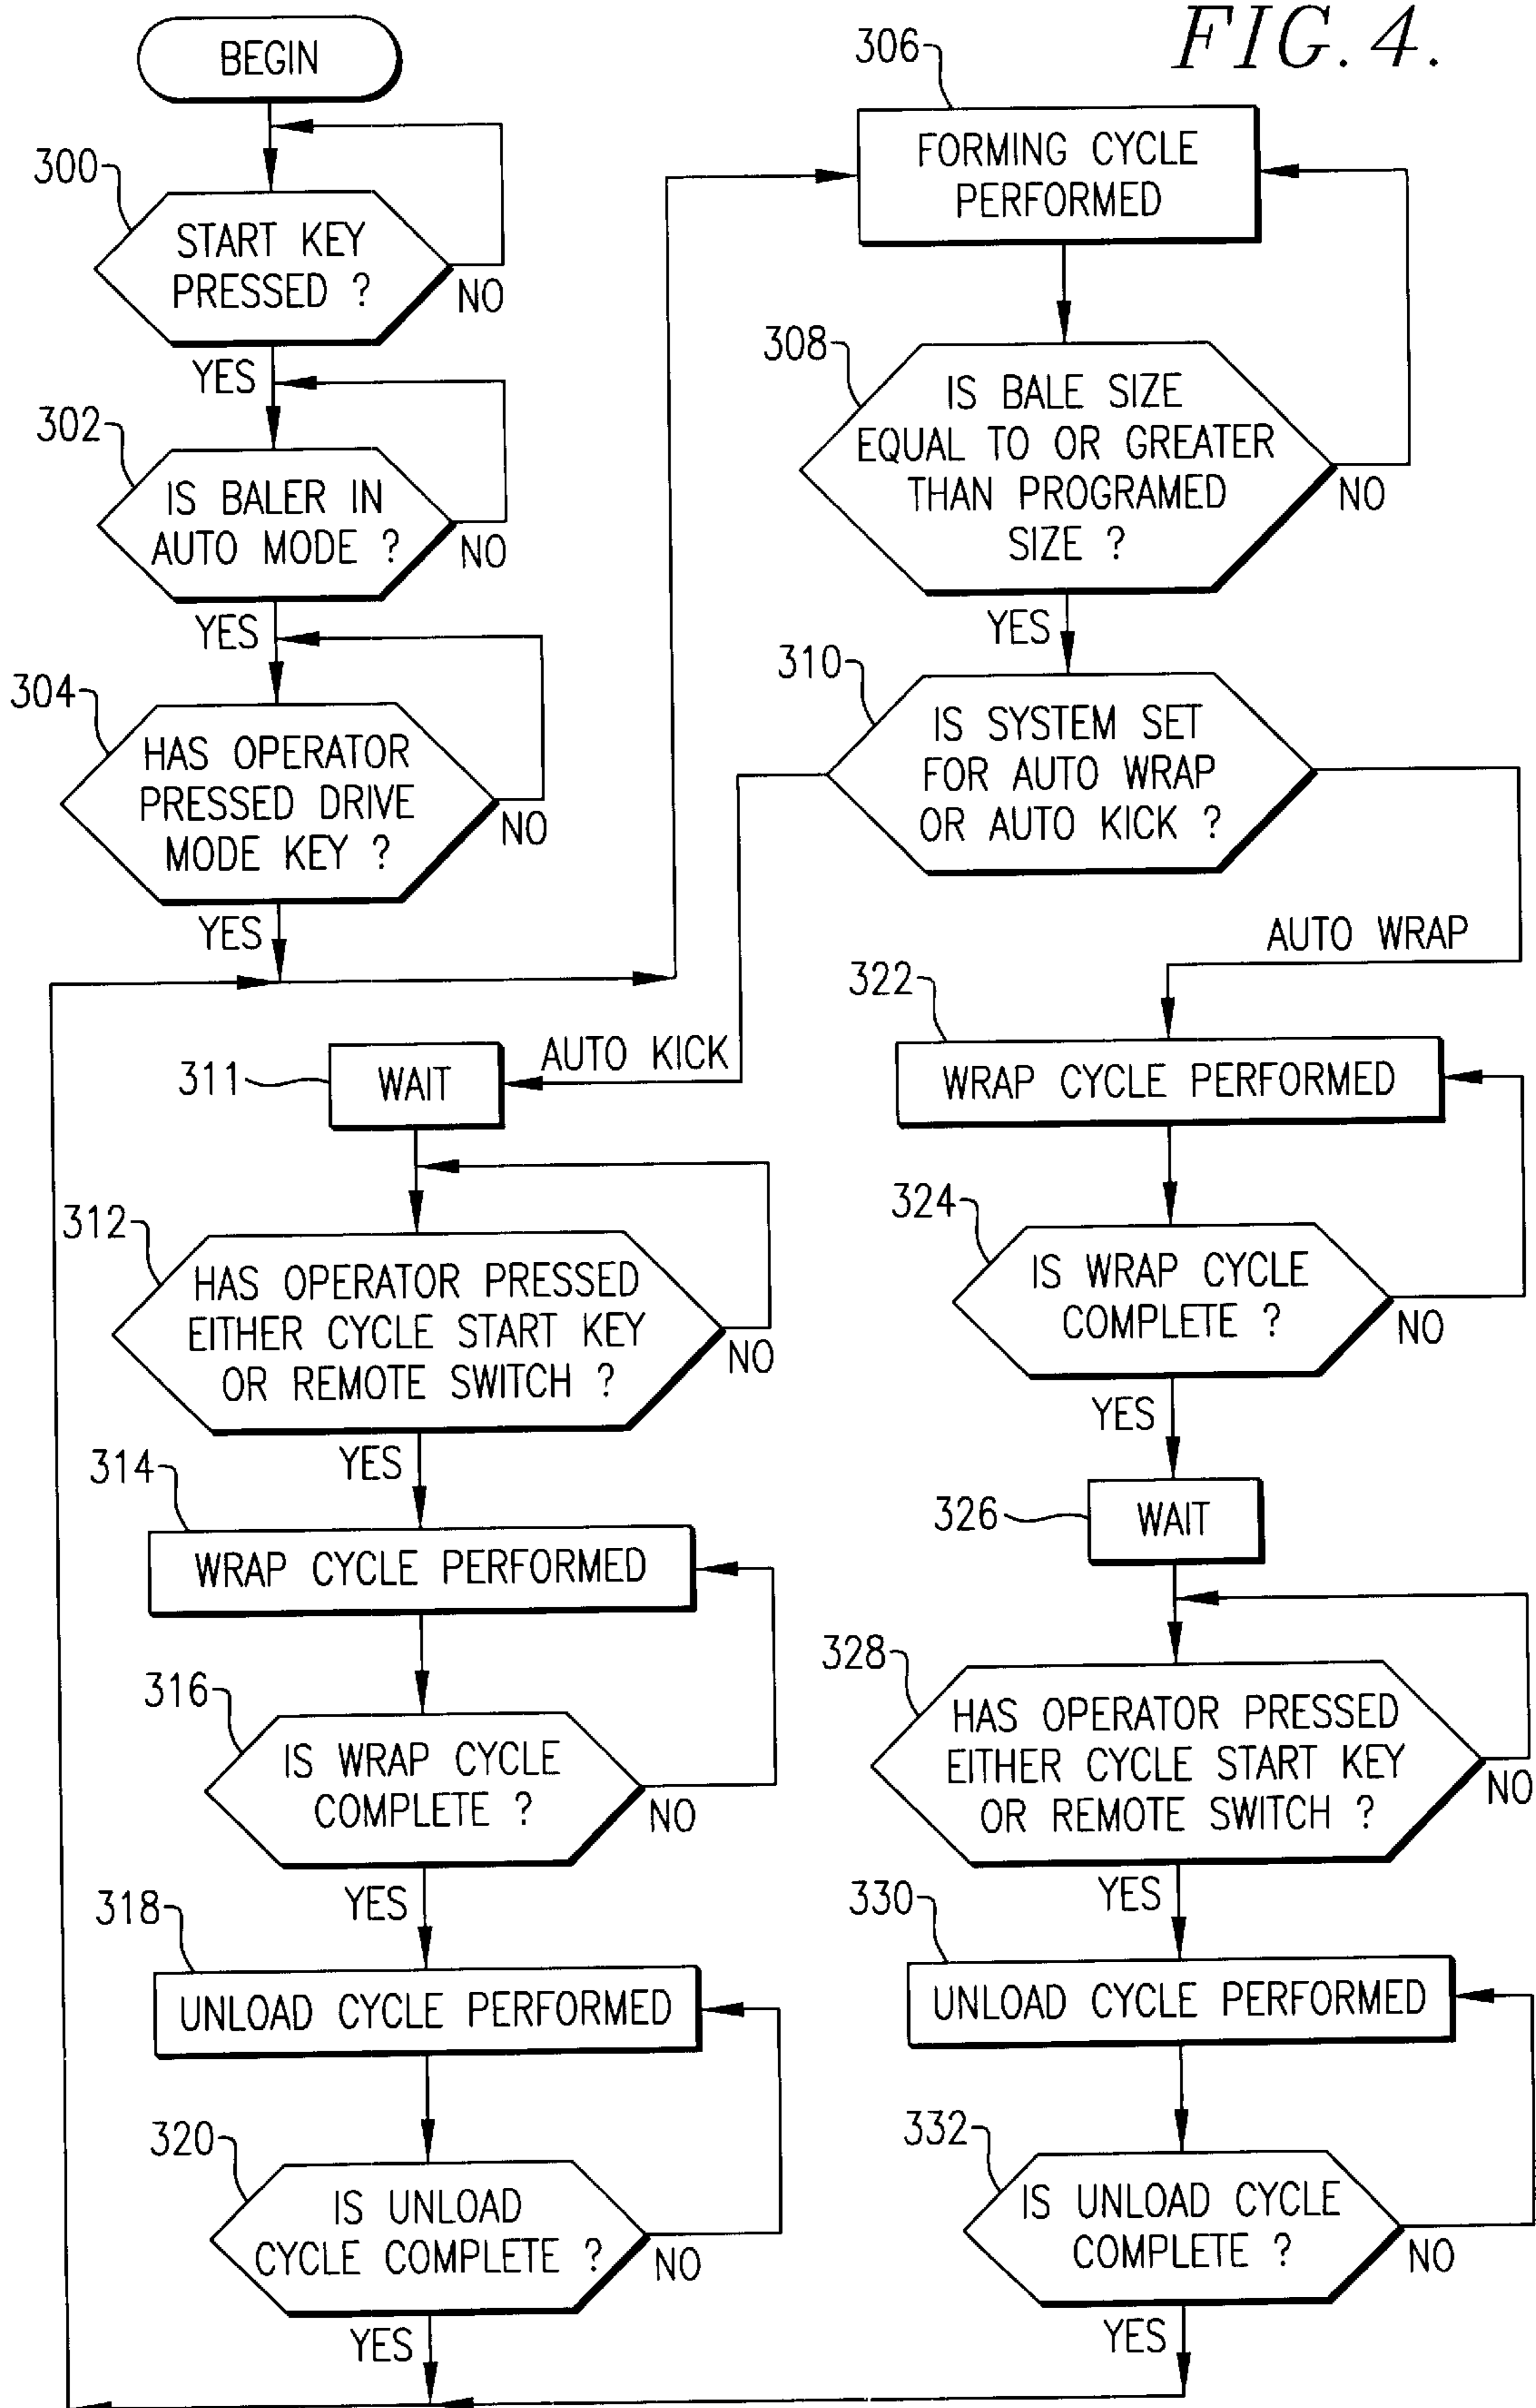 FIG. 4.
BEGIN
300
START KEY
PRESSED ?
NO
YES
302
IS BALER IN
AUTO MODE ?
NO
YES
304
HAS OPERATOR
PRESSED DRIVE
MODE KEY ?
NO
YES
306
FORMING CYCLE
PERFORMED
308
IS BALE SIZE
EQUAL TO OR GREATER
THAN PROGRAMED
SIZE ?
NO
YES
310
IS SYSTEM SET
FOR AUTO WRAP
OR AUTO KICK ?
AUTO KICK
311
WAIT
312
HAS OPERATOR PRESSED
EITHER CYCLE START KEY
OR REMOTE SWITCH ?
NO
YES
314
WRAP CYCLE PERFORMED
316
IS WRAP CYCLE
COMPLETE ?
NO
YES
318
UNLOAD CYCLE PERFORMED
320
IS UNLOAD
CYCLE COMPLETE ?
NO
YES
AUTO WRAP
322
WRAP CYCLE PERFORMED
324
IS WRAP CYCLE
COMPLETE ?
NO
YES
326
WAIT
328
HAS OPERATOR PRESSED
EITHER CYCLE START KEY
OR REMOTE SWITCH ?
NO
YES
330
UNLOAD CYCLE PERFORMED
332
IS UNLOAD CYCLE
COMPLETE ?
NO
YES